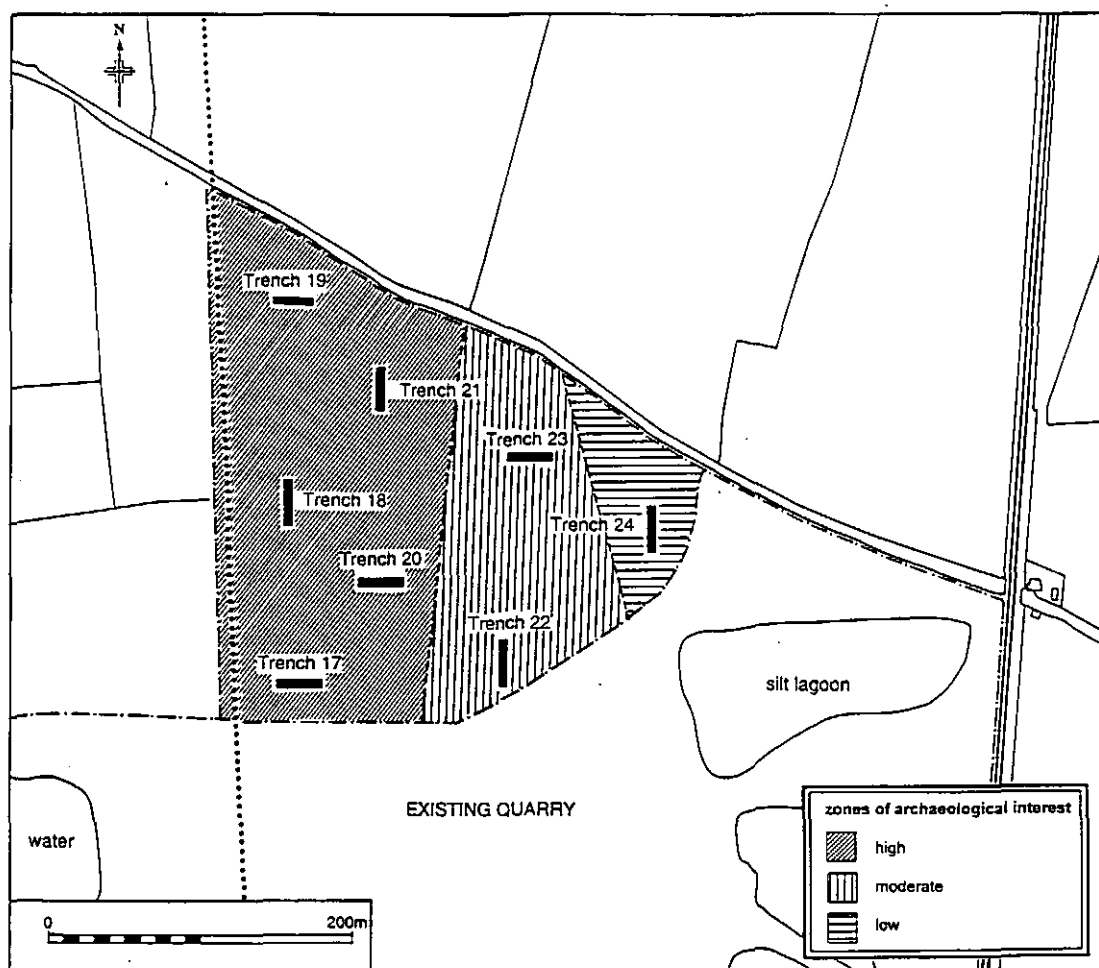 N
Trench 19
Trench 21
Trench 23
Trench 18
Trench 24
Trench 20
Trench 22
Trench 17
silt lagoon
EXISTING QUARRY
water
zones of archaeological interest
high
moderate
low
0 200m